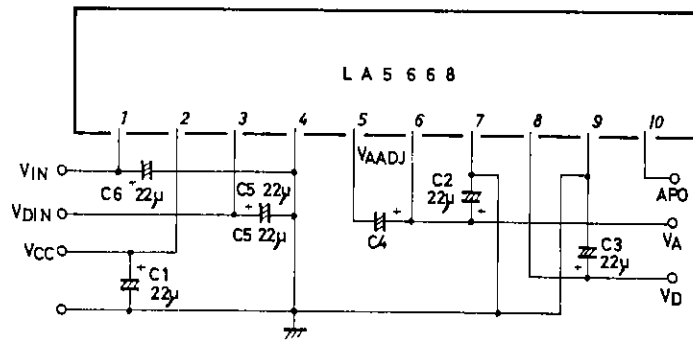 LA5668
1 2 3 4 5 6 7 8 9 10
VAADJ
VIN
C6 22μ
C5 22μ
C2 22μ
APO
VDIN
C5 22μ
C4
VA
VCC
C1 22μ
C3 22μ
VD